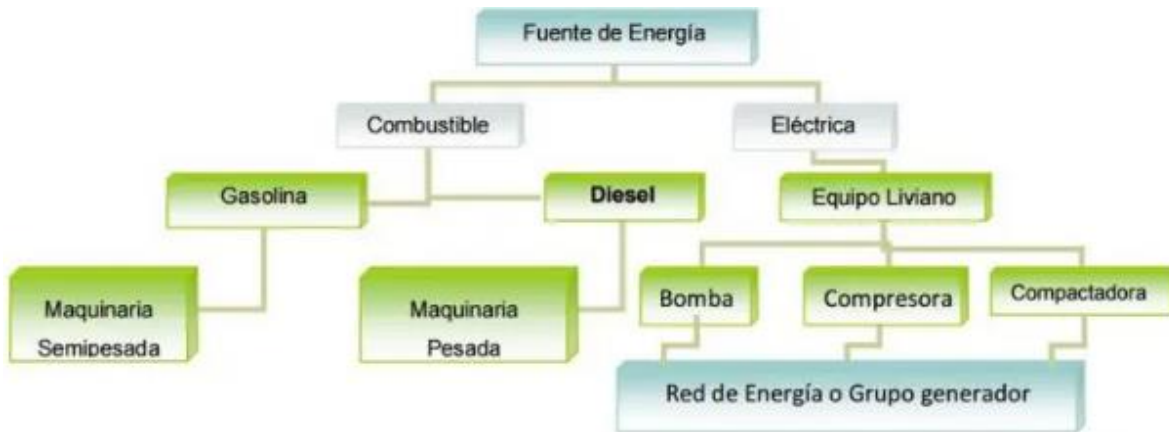 Fuente de Energía
Combustible
Eléctrica
Gasolina
Diesel
Equipo Liviano
Maquinaria
Semipesada
Maquinaria
Pesada
Bomba
Compresora
Compactadora
Red de Energía o Grupo generador